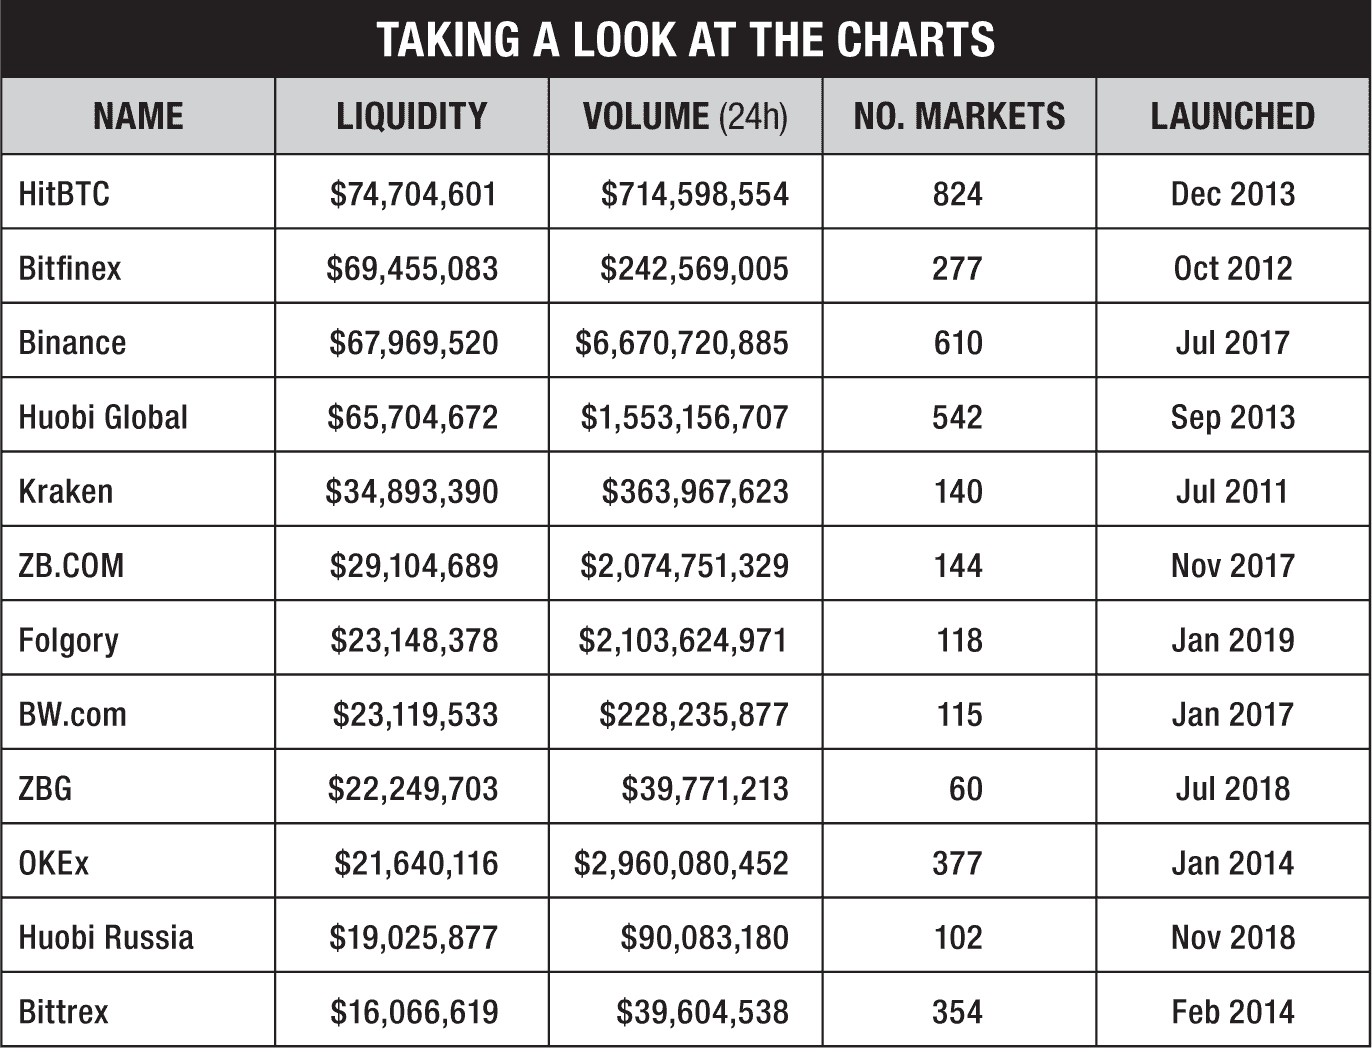 TAKING A LOOK AT THE CHARTS
NAME LIQUIDITY VOLUME (24h) NO. MARKETS LAUNCHED
HitBTC $74,704,601 $714,598,554 824 Dec 2013
Bitfinex $69,455,083 $242,569,005 277 Oct 2012
Binance $67,969,520 $6,670,720,885 610 Jul 2017
Huobi Global $65,704,672 $1,553,156,707 542 Sep 2013
Kraken $34,893,390 $363,967,623 140 Jul 2011
ZB.COM $29,104,689 $2,074,751,329 144 Nov 2017
Folgory $23,148,378 $2,103,624,971 118 Jan 2019
BW.com $23,119,533 $228,235,877 115 Jan 2017
ZBG $22,249,703 $39,771,213 60 Jul 2018
OKEx $21,640,116 $2,960,080,452 377 Jan 2014
Huobi Russia $19,025,877 $90,083,180 102 Nov 2018
Bittrex $16,066,619 $39,604,538 354 Feb 2014